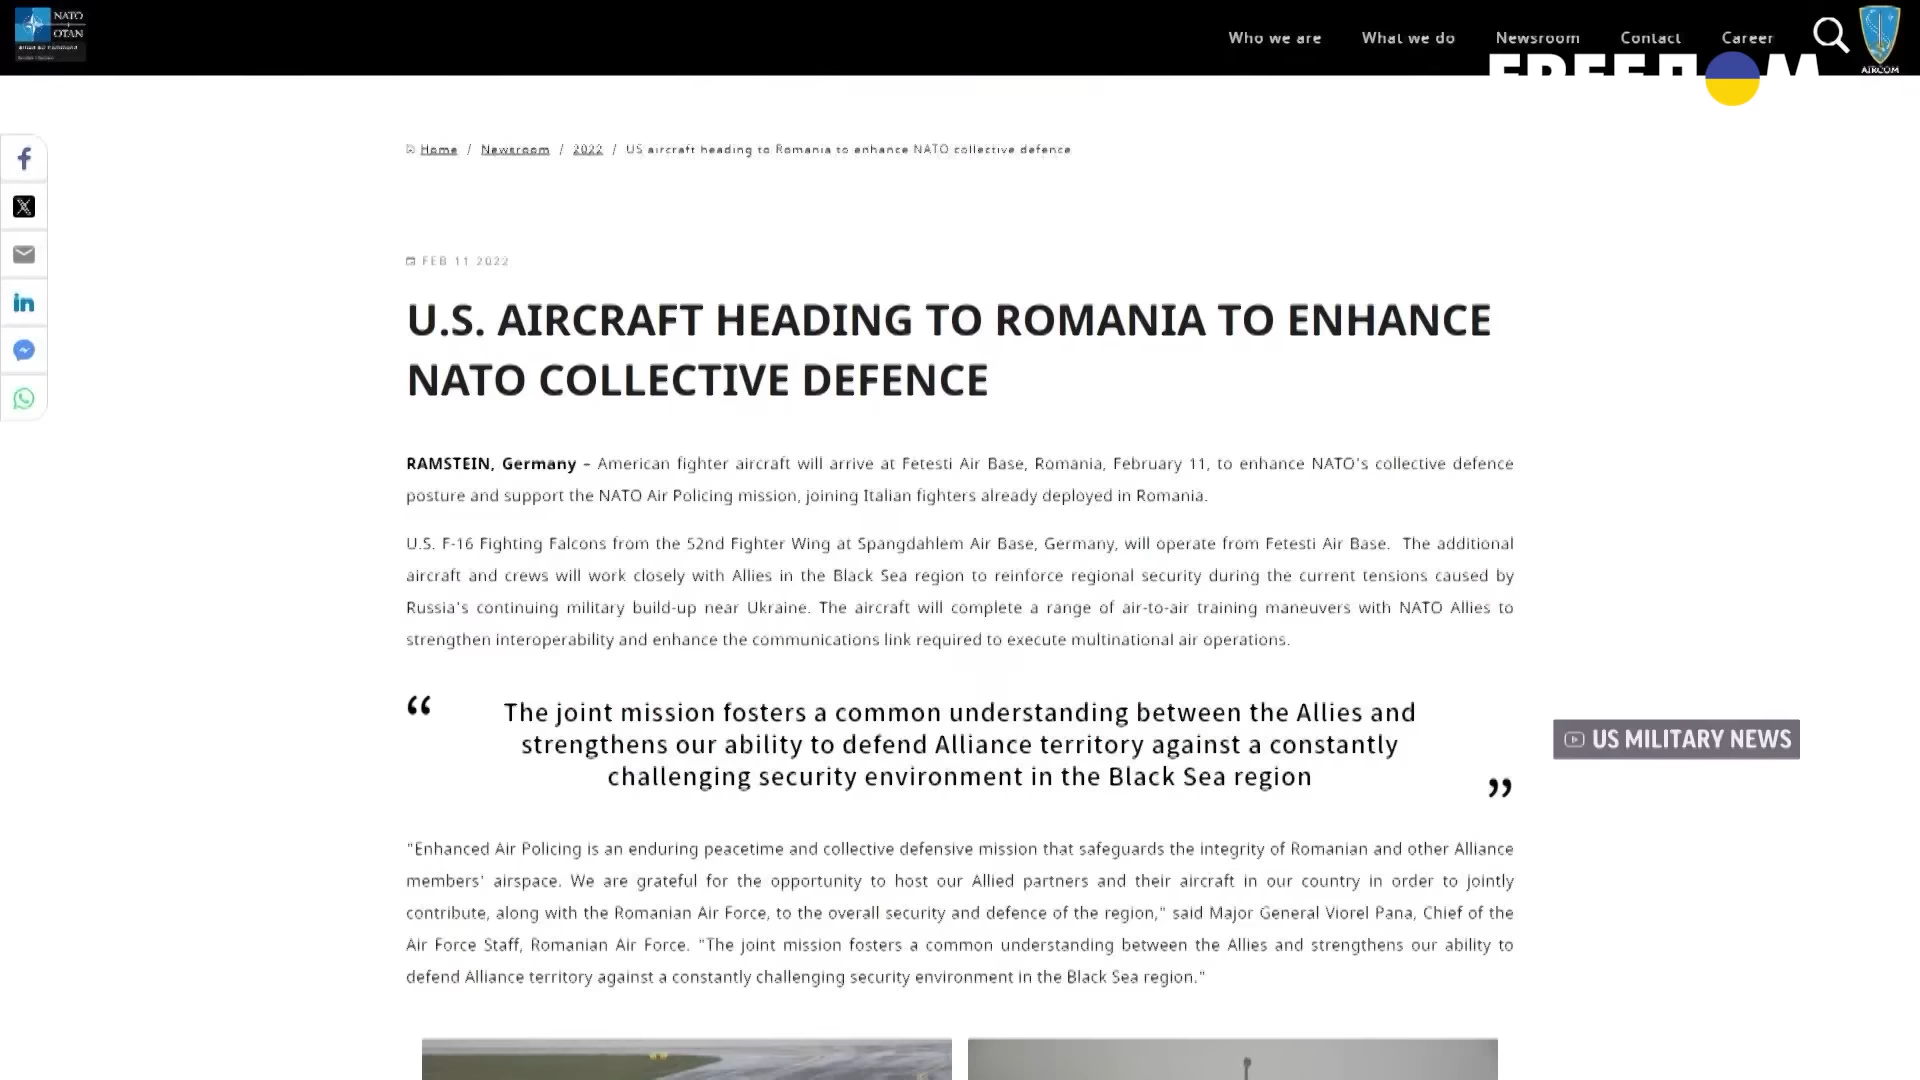 NATO
OTAN
Who we are
What we do
Newsroom
Contact
Career
AIRCOM
Home / Newsroom / 2022 / US aircraft heading to Romania to enhance NATO collective defence
FEB 11 2022
U.S. AIRCRAFT HEADING TO ROMANIA TO ENHANCE
NATO COLLECTIVE DEFENCE
RAMSTEIN, Germany – American fighter aircraft will arrive at Fetesti Air Base, Romania, February 11, to enhance NATO's collective defence
posture and support the NATO Air Policing mission, joining Italian fighters already deployed in Romania.
U.S. F-16 Fighting Falcons from the 52nd Fighter Wing at Spangdahlem Air Base, Germany, will operate from Fetesti Air Base. The additional
aircraft and crews will work closely with Allies in the Black Sea region to reinforce regional security during the current tensions caused by
Russia's continuing military build-up near Ukraine. The aircraft will complete a range of air-to-air training maneuvers with NATO Allies to
strengthen interoperability and enhance the communications link required to execute multinational air operations.
“ The joint mission fosters a common understanding between the Allies and
strengthens our ability to defend Alliance territory against a constantly
challenging security environment in the Black Sea region ”
US MILITARY NEWS
"Enhanced Air Policing is an enduring peacetime and collective defensive mission that safeguards the integrity of Romanian and other Alliance
members' airspace. We are grateful for the opportunity to host our Allied partners and their aircraft in our country in order to jointly
contribute, along with the Romanian Air Force, to the overall security and defence of the region," said Major General Viorel Pana, Chief of the
Air Force Staff, Romanian Air Force. "The joint mission fosters a common understanding between the Allies and strengthens our ability to
defend Alliance territory against a constantly challenging security environment in the Black Sea region."